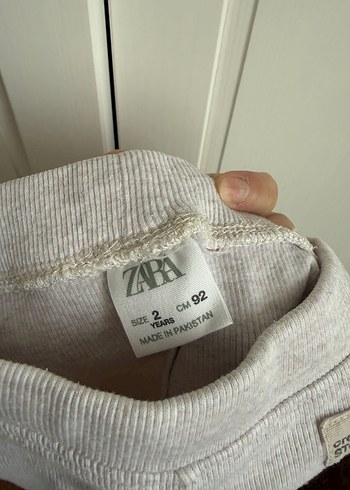 ZARA
SIZE 2 YEARS CM 92
MADE IN PAKISTAN